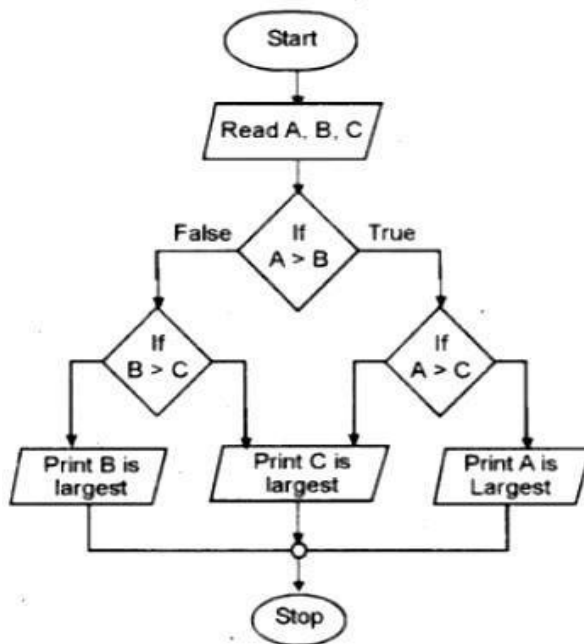 Start
Read A, B, C
False
If
A > B
True
If
B > C
If
A > C
Print B is
largest
Print C is
largest
Print A is
Largest
Stop